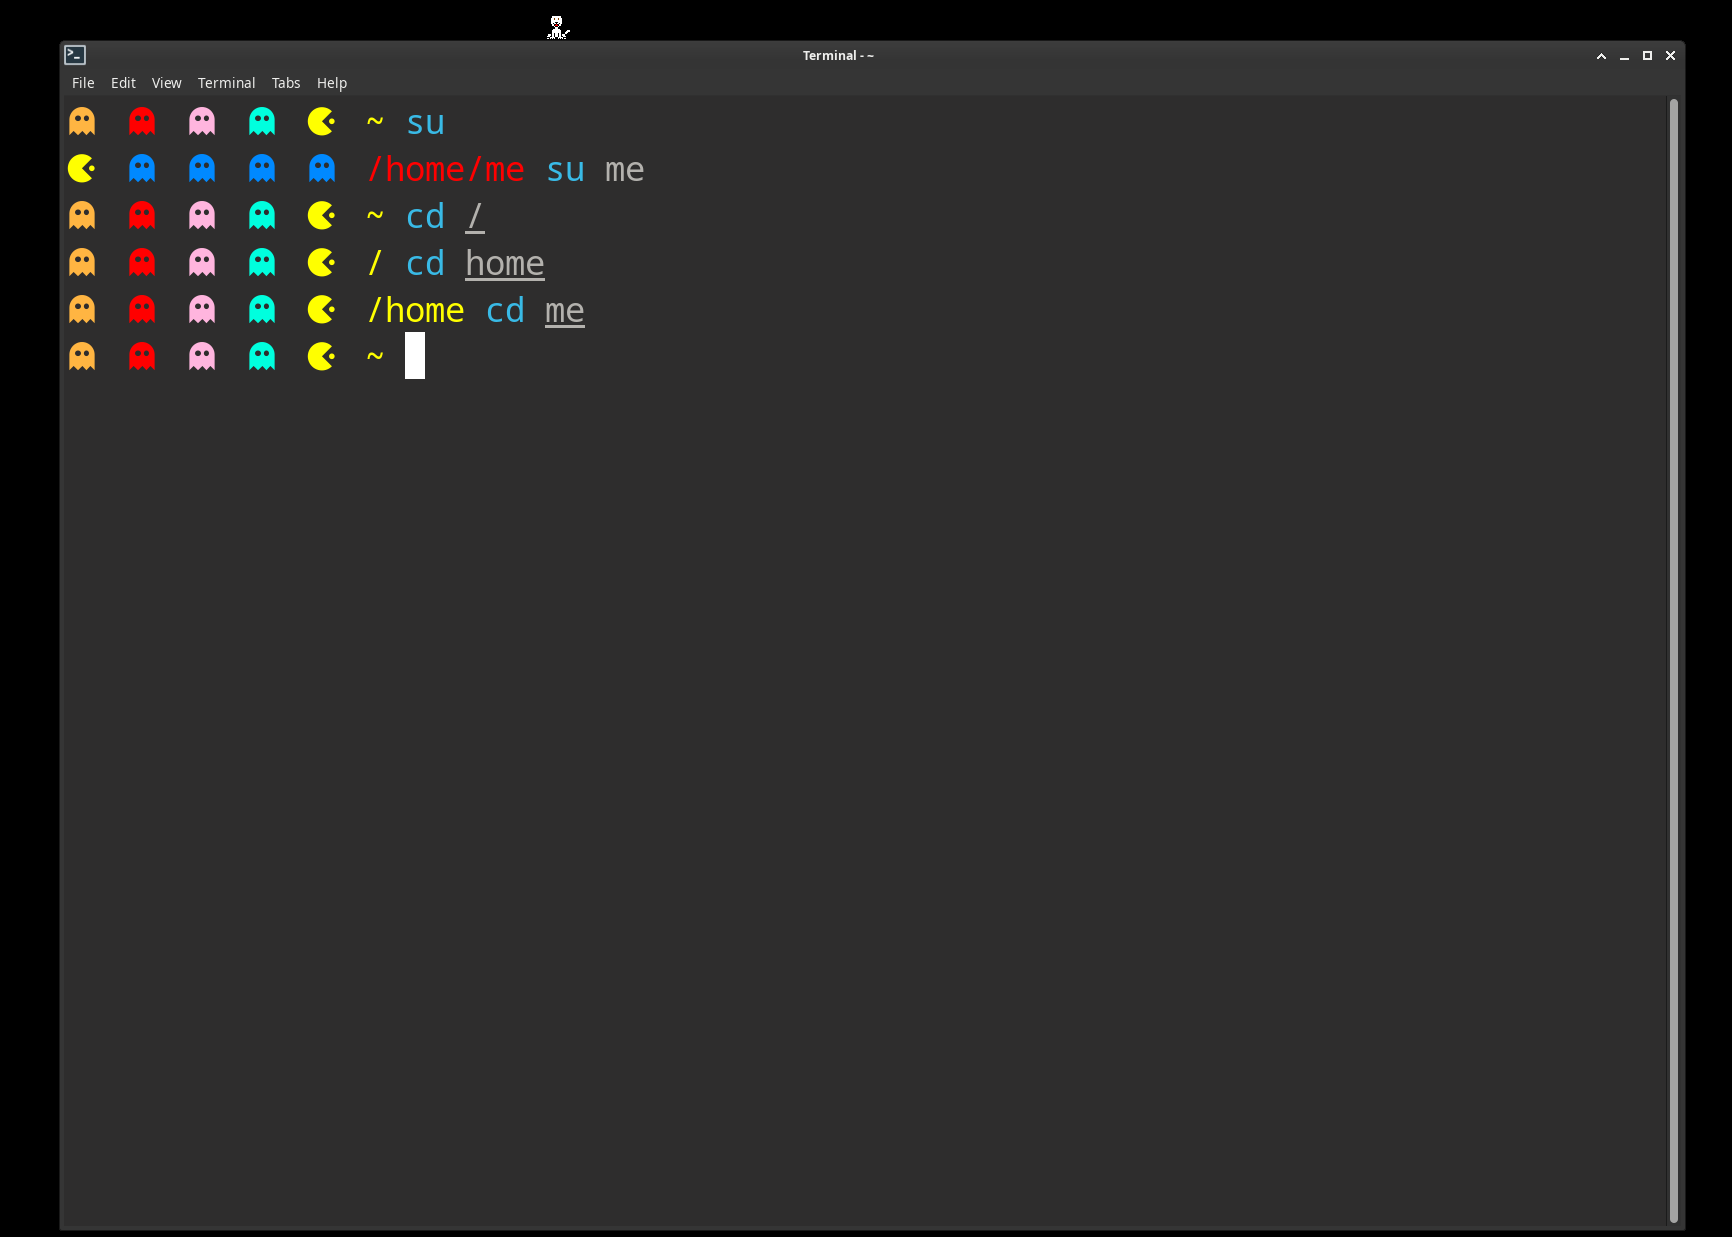 Terminal - ~
File Edit View Terminal Tabs Help
~ su
/home/me su me
~ cd /
/ cd home
/home cd me
~